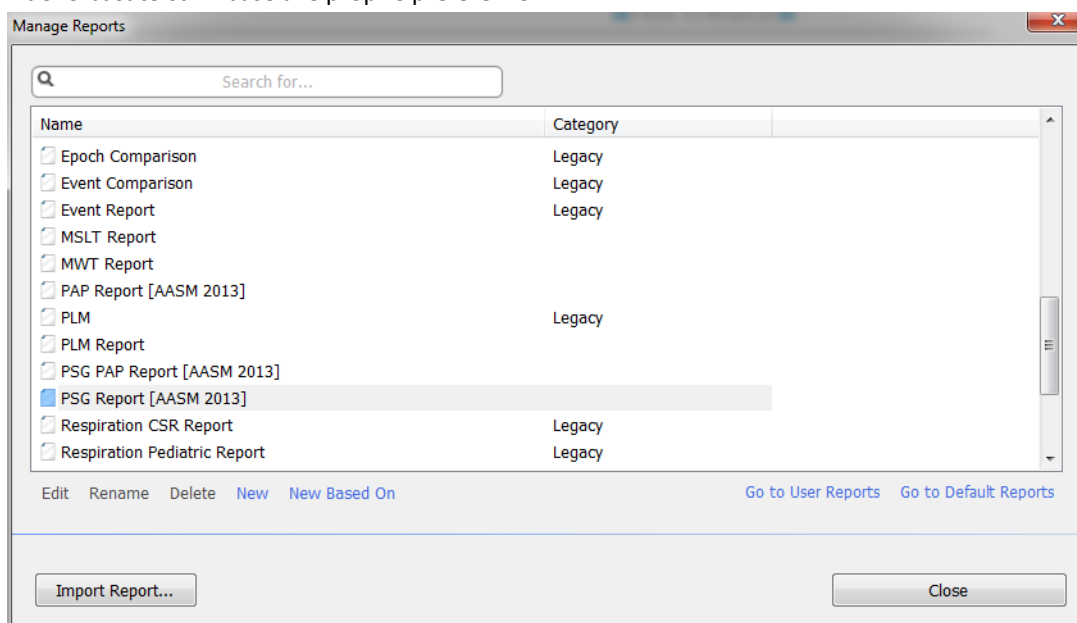 Manage Reports
X
Search for...
Name Category
Epoch Comparison Legacy
Event Comparison Legacy
Event Report Legacy
MSLT Report
MWT Report
PAP Report [AASM 2013]
PLM Legacy
PLM Report
PSG PAP Report [AASM 2013]
PSG Report [AASM 2013]
Respiration CSR Report Legacy
Respiration Pediatric Report Legacy
Edit Rename Delete New New Based On Go to User Reports Go to Default Reports
Import Report... Close